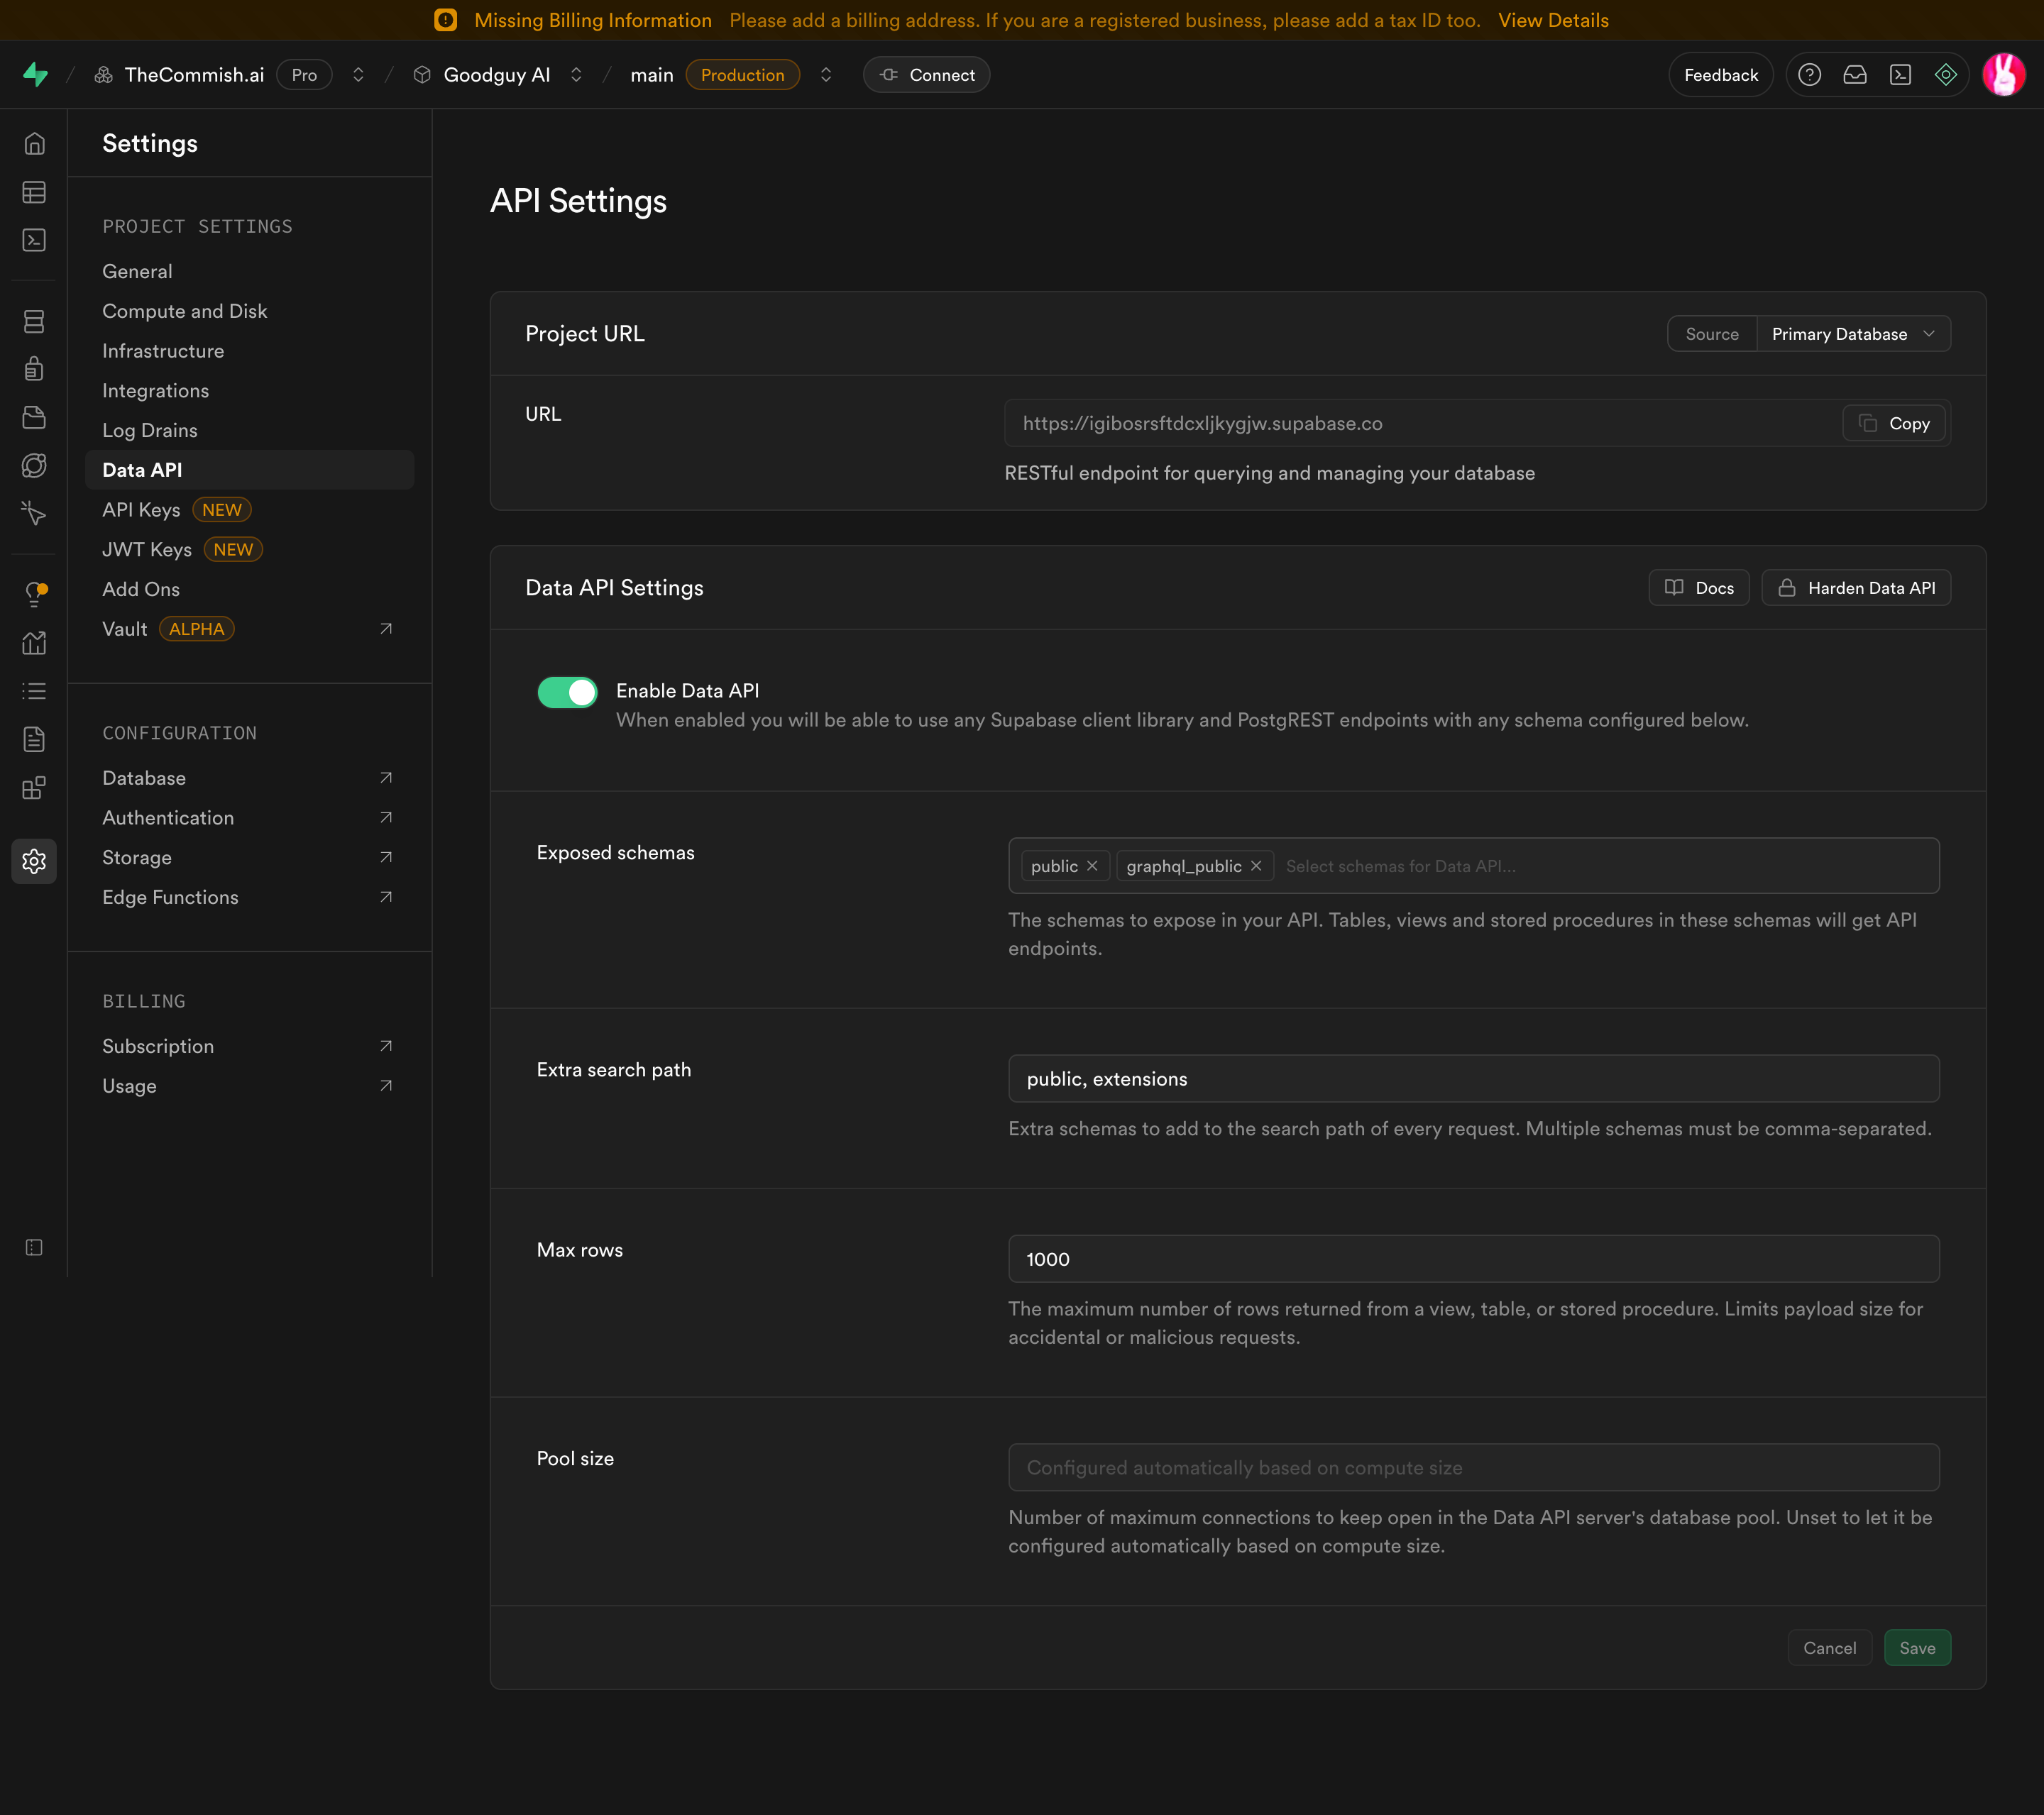 Missing Billing Information Please add a billing address. If you are a registered business, please add a tax ID too. View Details
TheCommish.ai Pro Goodguy AI main Production Connect Feedback
Settings
PROJECT SETTINGS
General
Compute and Disk
Infrastructure
Integrations
Log Drains
Data API
API Keys NEW
JWT Keys NEW
Add Ons
Vault ALPHA
CONFIGURATION
Database
Authentication
Storage
Edge Functions
BILLING
Subscription
Usage
API Settings
Project URL
Source Primary Database
URL
https://igibosrsftdcxljkygjw.supabase.co
Copy
RESTful endpoint for querying and managing your database
Data API Settings
Docs Harden Data API
Enable Data API
When enabled you will be able to use any Supabase client library and PostgREST endpoints with any schema configured below.
Exposed schemas
public graphql_public Select schemas for Data API...
The schemas to expose in your API. Tables, views and stored procedures in these schemas will get API
endpoints.
Extra search path
public, extensions
Extra schemas to add to the search path of every request. Multiple schemas must be comma-separated.
Max rows
1000
The maximum number of rows returned from a view, table, or stored procedure. Limits payload size for
accidental or malicious requests.
Pool size
Configured automatically based on compute size
Number of maximum connections to keep open in the Data API server's database pool. Unset to let it be
configured automatically based on compute size.
Cancel Save